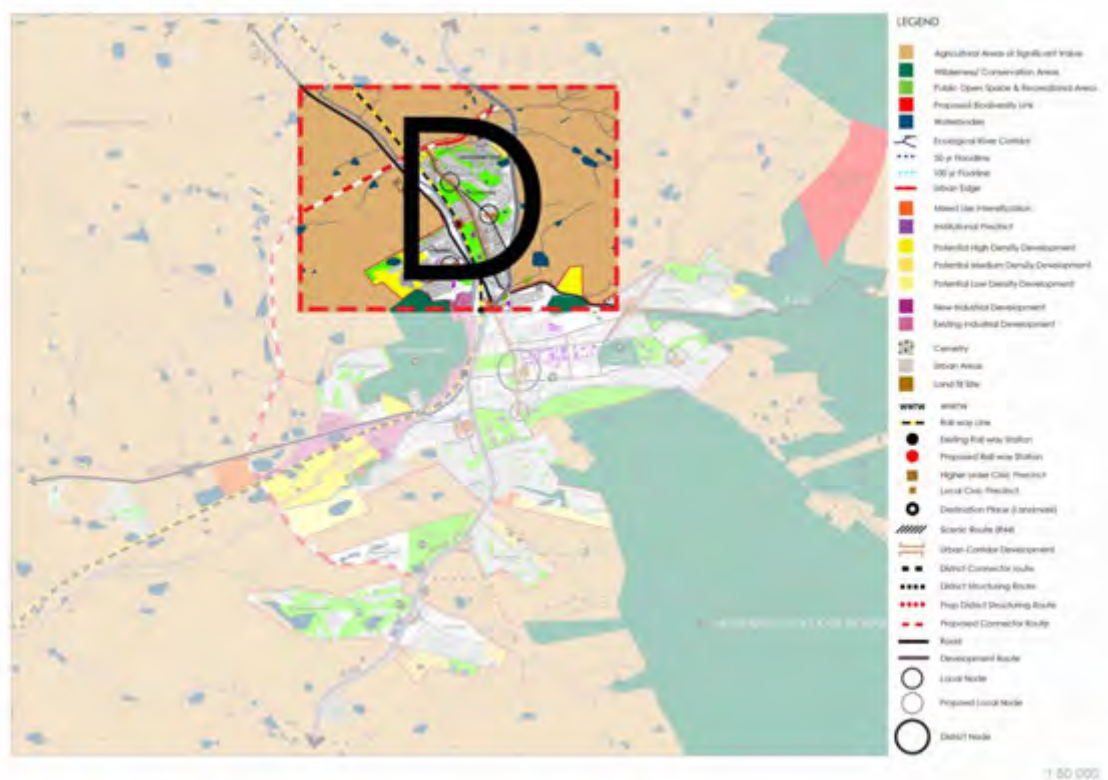 D
LEGEND
Agricultural Areas of Significant Value
Wilderness/ Conservation Areas
Public Open Space & Recreational Areas
Proposed Biodiversity Link
Waterbodies
Ecological River Corridor
50 yr Floodline
100 yr Floodline
Urban Edge
Mixed Use Intensification
Institutional Precinct
Potential High Density Development
Potential Medium Density Development
Potential Low Density Development
New Industrial Development
Existing Industrial Development
Cemetry
Urban Areas
Land fill Site
WWTW WWTW
Rail way Line
Existing Rail way Station
Proposed Rail way Station
Higher order Civic Precinct
Local Civic Precinct
Destination Place (Landmark)
Scenic Route (R44)
Urban Corridor Development
District Connector route
District Structuring Route
Prop District Structuring Route
Proposed Connector Route
Road
Development Route
Local Node
Proposed Local Node
District Node
1 50 000